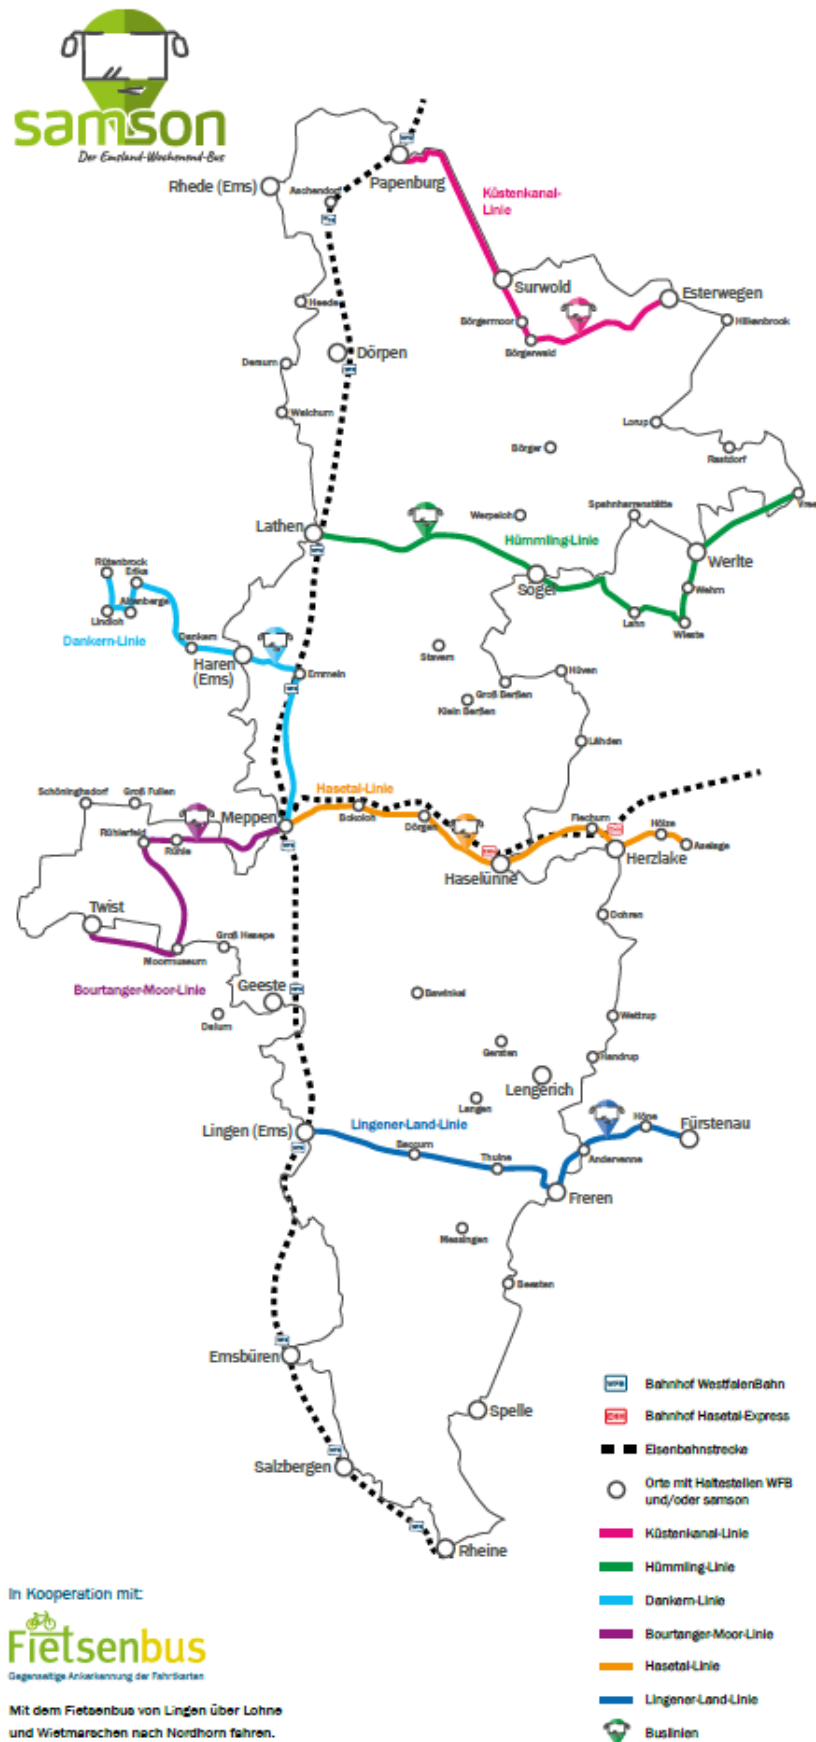 samson
Der Emsland-Wochenend-Bus
Rhede (Ems)
Papenburg
Aschendorf
Küstenkanal-
Linie
Surwold
Esterwegen
Heede
Börgermoor
Hilkenbrook
Börgerwald
Dörpen
Dersum
Walchum
Lorup
Börger
Rastdorf
Lathen
Werpeloh
Spahnharrenstätte
Vrees
Hümmling-Linie
Werlte
Rütenbrock
Erika
Sögel
Wehm
Lindloh
Altenberge
Lahn
Wieste
Dankern-Linie
Dankern
Haren
(Ems)
Stavern
Emmeln
Hüven
Groß Berßen
Klein Berßen
Lähden
Hasetal-Linie
Schöninghsdorf
Groß Fullen
Meppen
Bokeloh
Dörgen
Flechum
Hölze
Rühlerfeld
Rühle
Herzlake
Aselage
Haselünne
Twist
Dohren
Groß Hesepe
Moormuseum
Bourtanger-Moor-Linie
Geeste
Bawinkel
Dalum
Wettrup
Gersten
Handrup
Lengerich
Langen
Lingen (Ems)
Lingener-Land-Linie
Höne
Fürstenau
Baccum
Thuine
Andervenne
Freren
Messingen
Beesten
Emsbüren
Spelle
Salzbergen
Rheine
WFB Bahnhof WestfalenBahn
Bahnhof Hasetal-Express
Eisenbahnstrecke
Orte mit Haltestellen WFB
und/oder samson
Küstenkanal-Linie
Hümmling-Linie
Dankern-Linie
Bourtanger-Moor-Linie
Hasetal-Linie
Lingener-Land-Linie
Buslinien
In Kooperation mit:
Fietsenbus
Gegenseitige Ankerkennung der Fahrtkarten
Mit dem Fietsenbus von Lingen über Lohne
und Wietmarschen nach Nordhorn fahren.